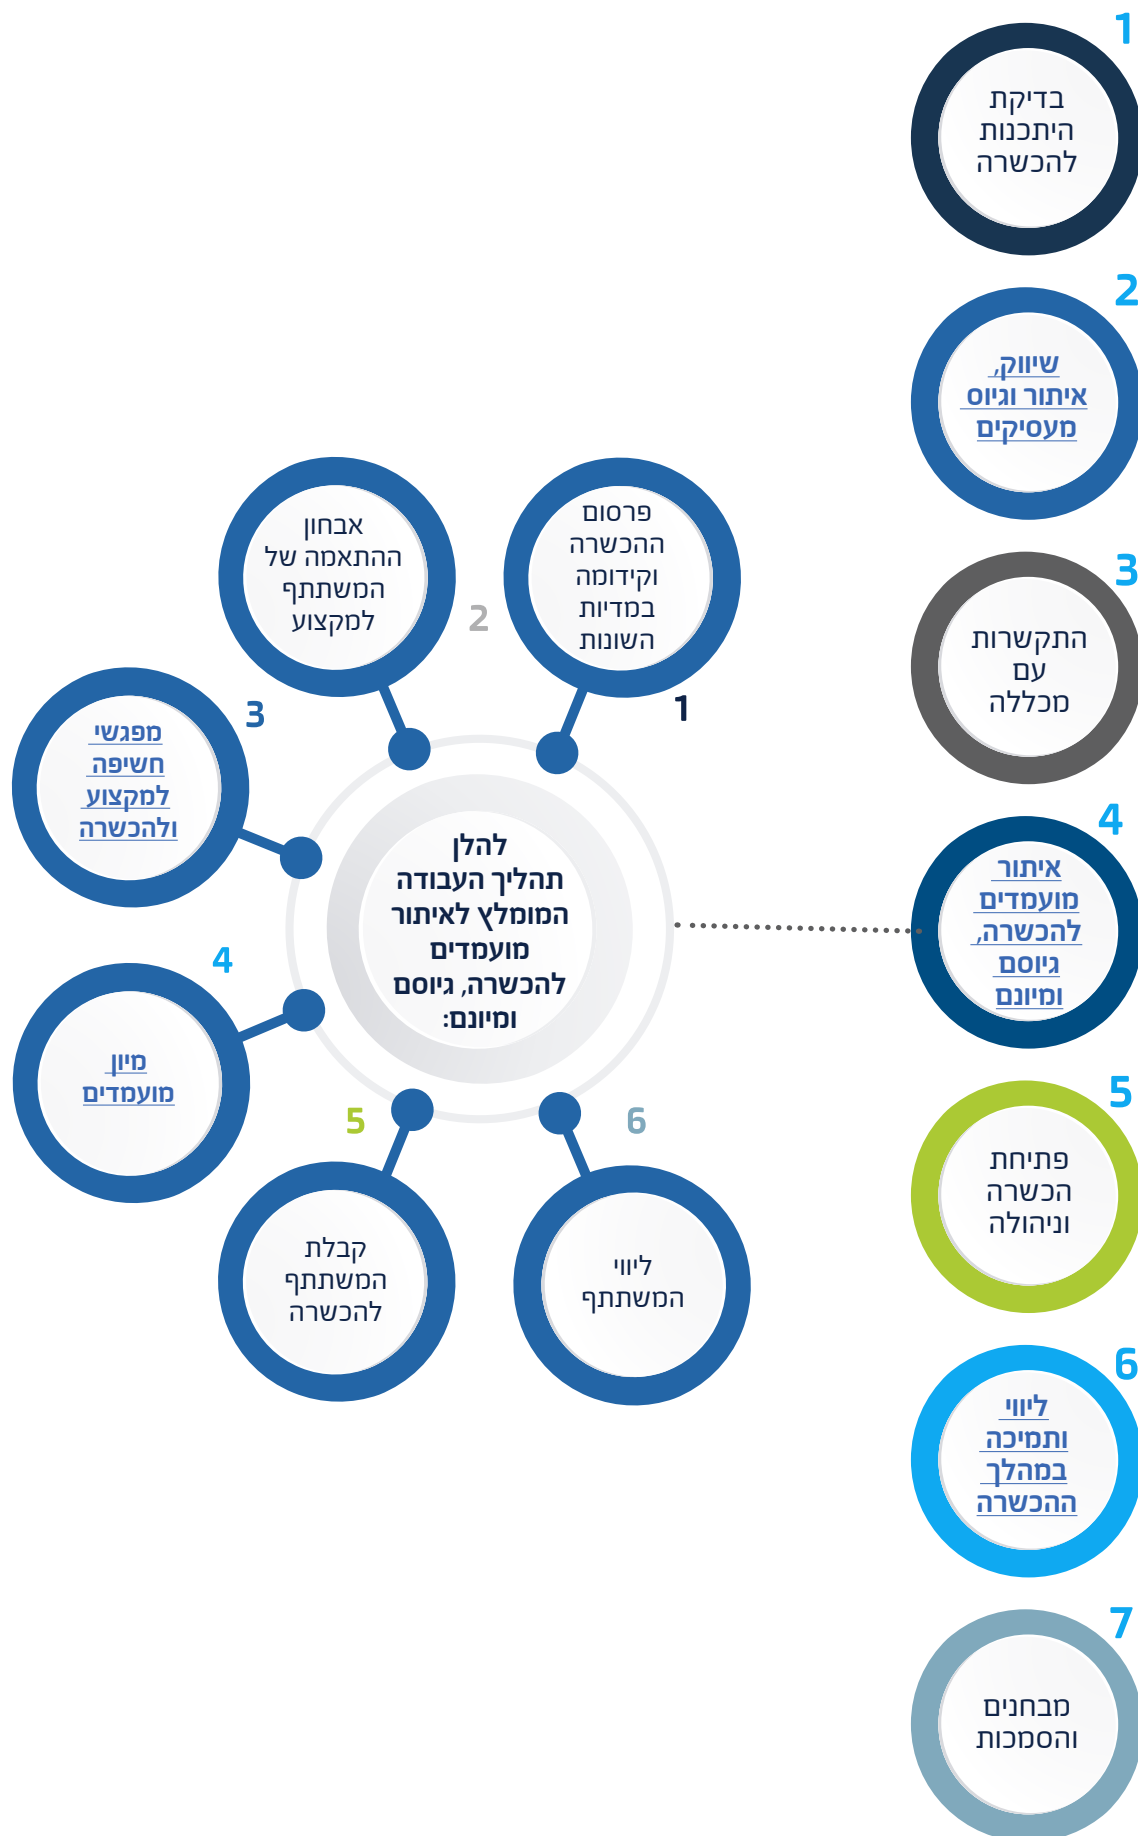 1
בדיקת
היתכנות
להכשרה
2
שיווק,
איתור וגיוס
מעסיקים
3
התקשרות
עם
מכללה
4
איתור
מועמדים
להכשרה,
גיוסם
ומיונם
5
פתיחת
הכשרה
וניהולה
6
ליווי
ותמיכה
במהלך
ההכשרה
7
מבחנים
והסמכות
להלן
תהליך העבודה
המומלץ לאיתור
מועמדים
להכשרה, גיוסם
ומיונם:
1
פרסום
ההכשרה
וקידומה
במדיות
השונות
2
אבחון
ההתאמה של
המשתתף
למקצוע
3
מפגשי
חשיפה
למקצוע
ולהכשרה
4
מיון
מועמדים
5
קבלת
המשתתף
להכשרה
6
ליווי
המשתתף